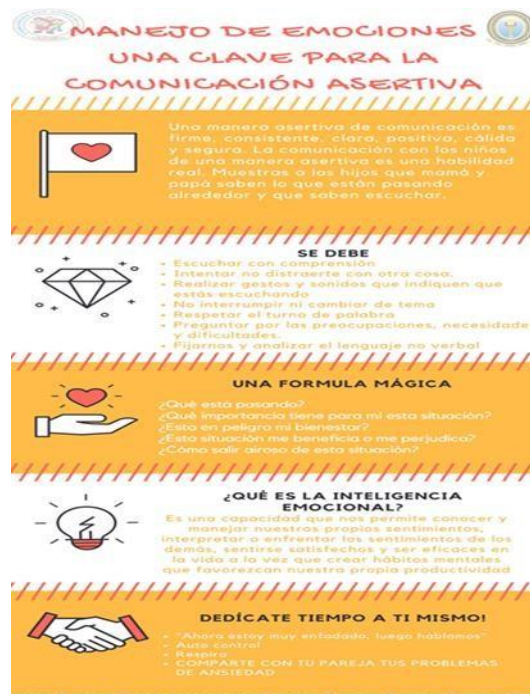 MANEJO DE EMOCIONES
UNA CLAVE PARA LA
COMUNICACIÓN ASERTIVA
Una manera asertiva de comunicación es
firme, consistente, clara, positiva, cálida
y segura. La comunicación con los niños
de una manera asertiva es una habilidad
real. Muestras a los hijos que mamá y
papá saben lo que están pasando
alrededor y que saben escuchar.
SE DEBE
• Escuchar con comprensión
• Intentar no distraerte con otra cosa.
• Realizar gestos y sonidos que indiquen que
estás escuchando
• No interrumpir ni cambiar de tema
• Respetar el turno de palabra
• Preguntar por las preocupaciones, necesidade
y dificultades.
• Fijarnos y analizar el lenguaje no verbal
UNA FORMULA MÁGICA
¿Qué está pasando?
¿Qué importancia tiene para mi esta situación?
¿Esta en peligro mi bienestar?
¿Esta situación me beneficia o me perjudica?
¿Cómo salir airoso de esta situación?
¿QUÉ ES LA INTELIGENCIA
EMOCIONAL?
Es una capacidad que nos permite conocer y
manejar nuestros propios sentimientos,
interpretar o enfrentar los sentimientos de los
demás, sentirse satisfechos y ser eficaces en
la vida a la vez que crear hábitos mentales
que favorezcan nuestra propia productividad
DEDÍCATE TIEMPO A TI MISMO!
• "Ahora estoy muy enfadado, luego hablamos"
• Auto control
• Respira
• COMPARTE CON TU PAREJA TUS PROBLEMAS
DE ANSIEDAD